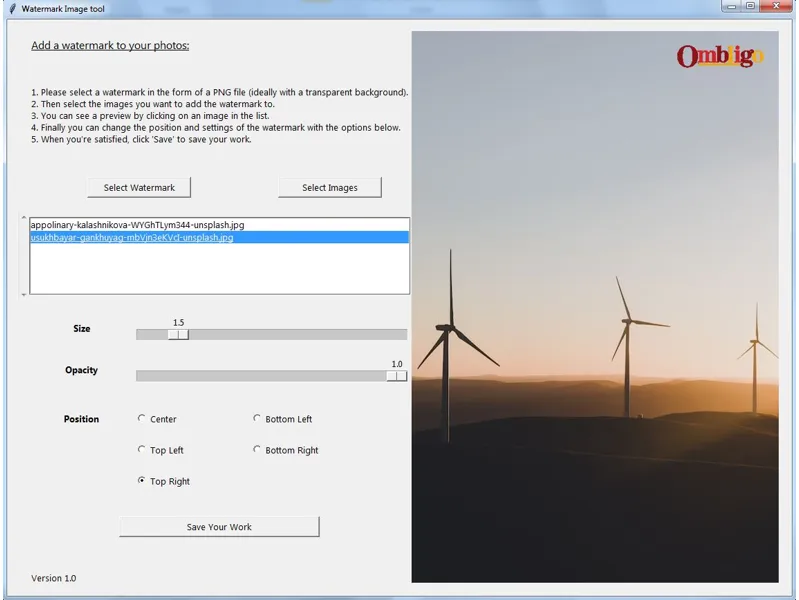 Watermark Image tool
Add a watermark to your photos:
1. Please select a watermark in the form of a PNG file (ideally with a transparent background).
2. Then select the images you want to add the watermark to.
3. You can see a preview by clicking on an image in the list.
4. Finally you can change the position and settings of the watermark with the options below.
5. When you're satisfied, click 'Save' to save your work.
Select Watermark
Select Images
appolinary-kalashnikova-WYGhTLym344-unsplash.jpg
usukhbayar-gankhuyag-mbVjn3eKVcI-unsplash.jpg
Size
1.5
Opacity
1.0
Position
Center
Bottom Left
Top Left
Bottom Right
Top Right
Save Your Work
Version 1.0
Ombligo